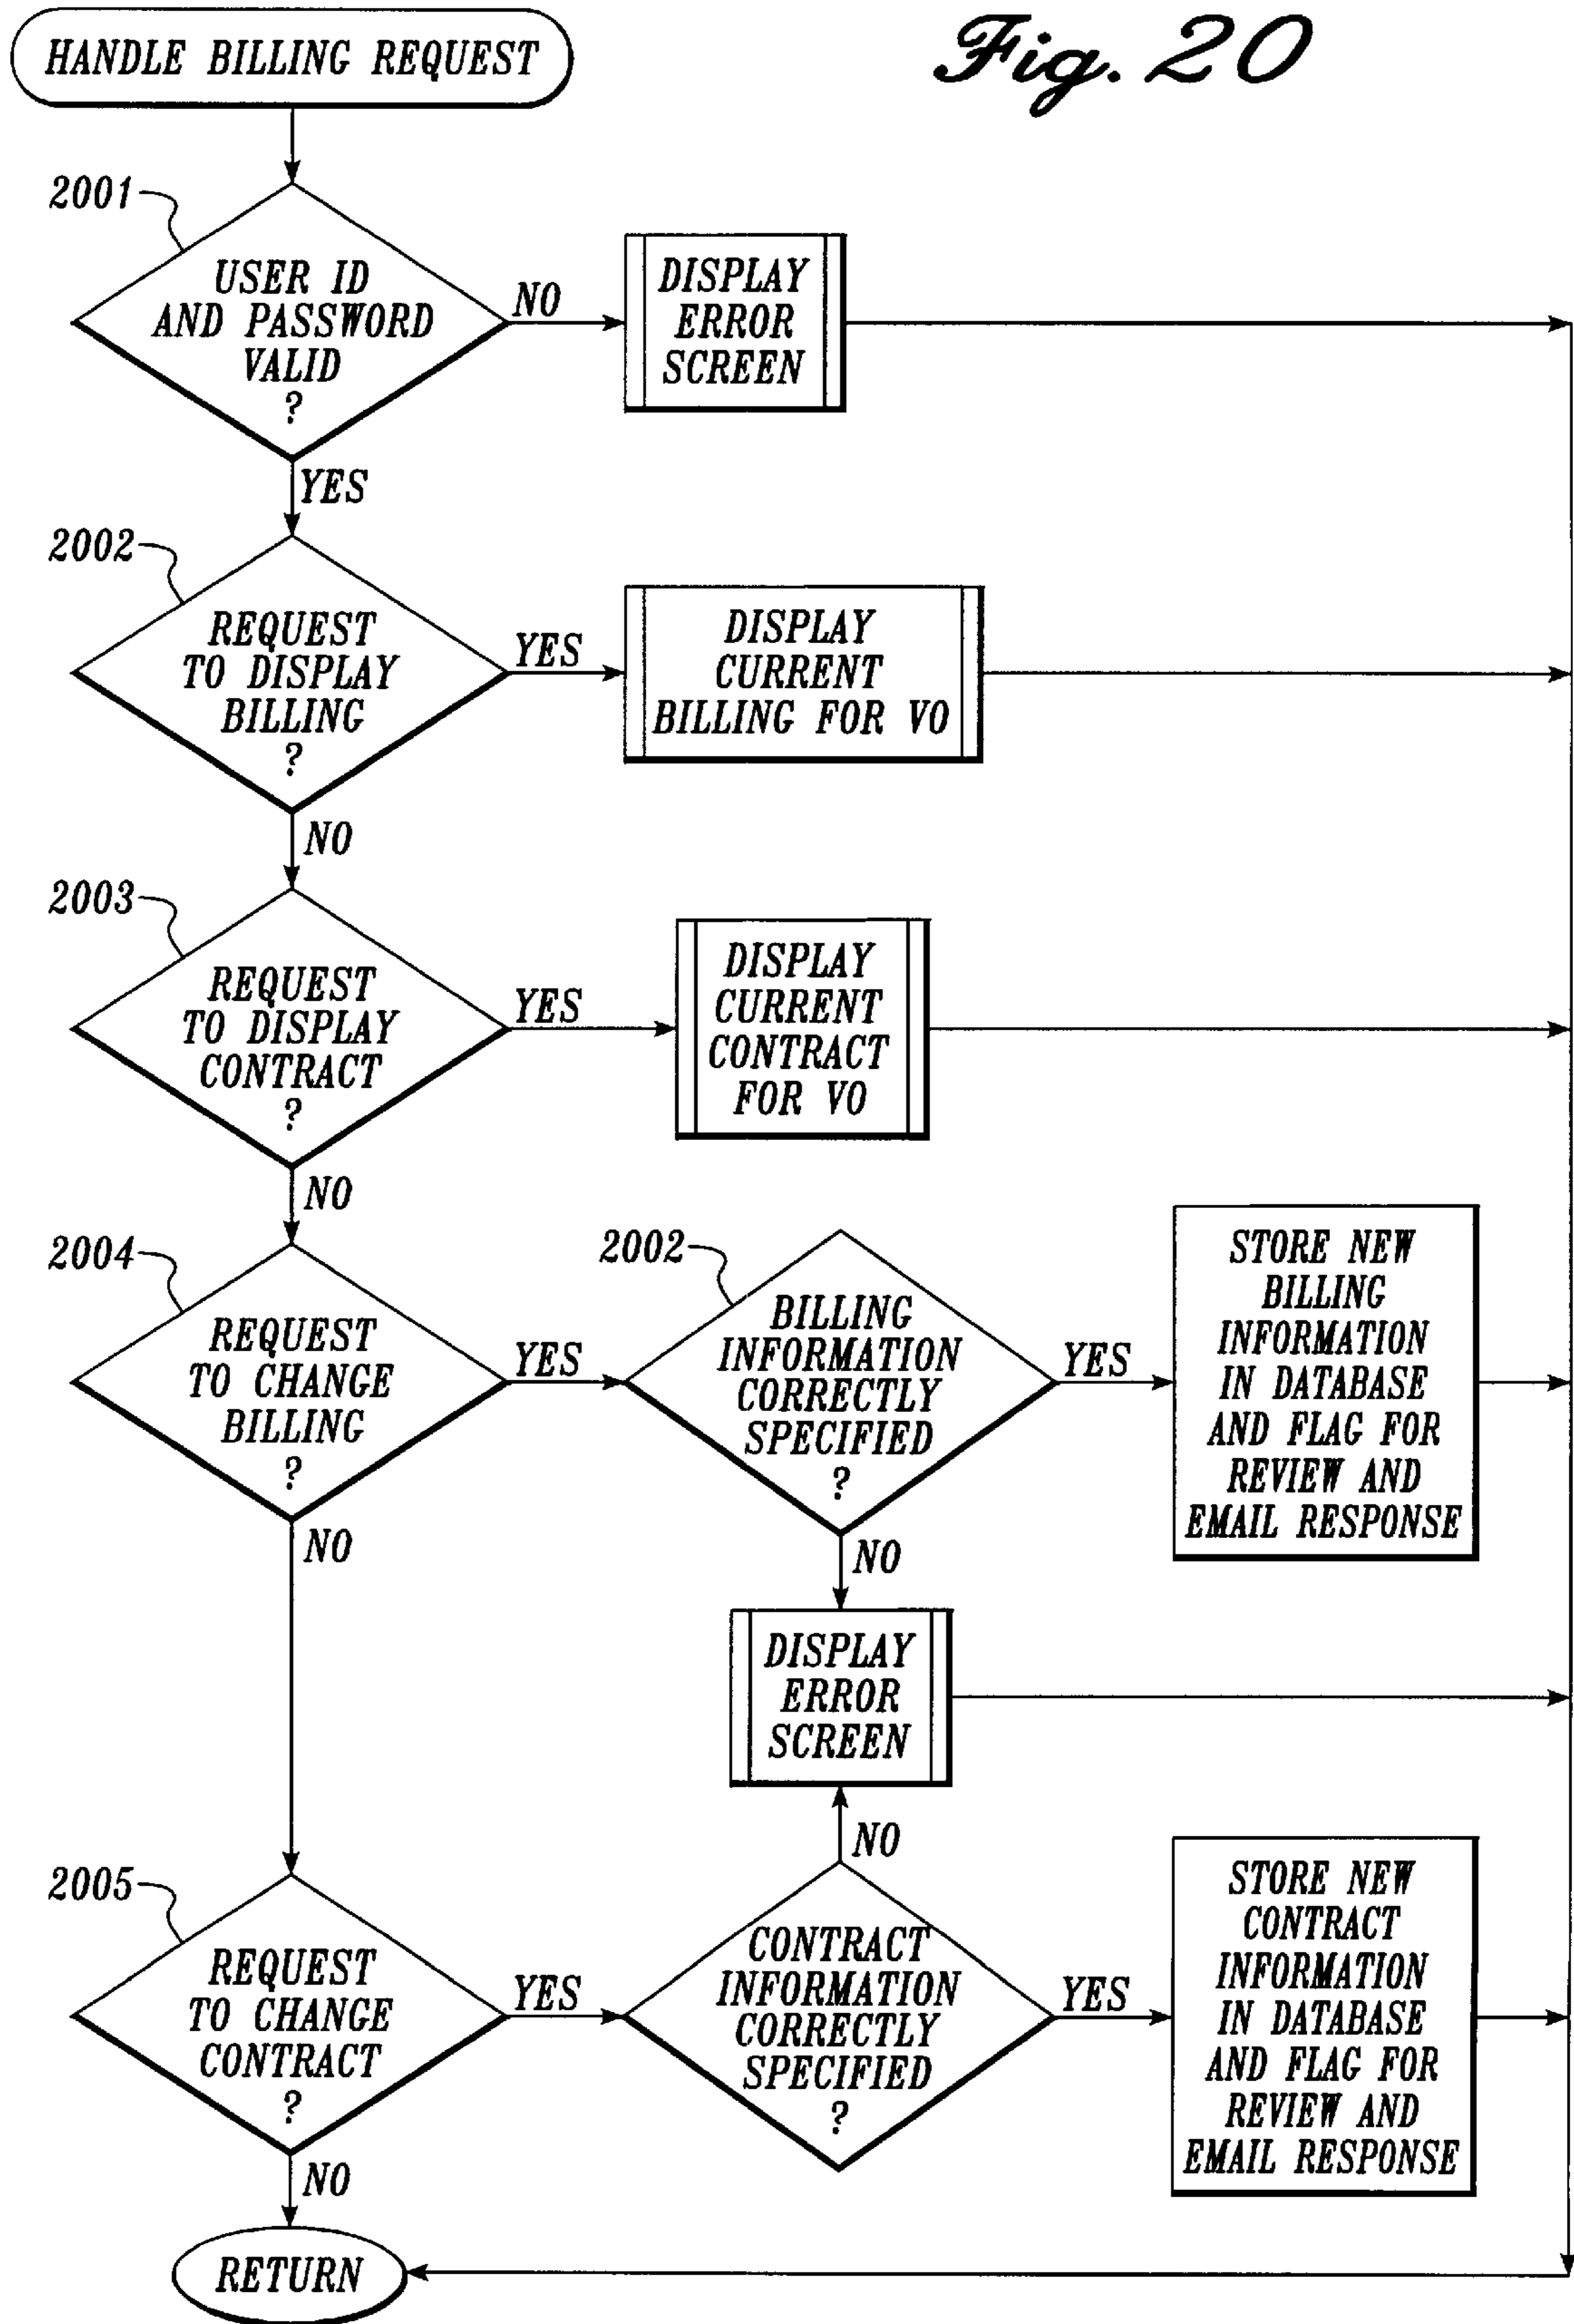 Fig. 20
HANDLE BILLING REQUEST
2001
USER ID
AND PASSWORD
VALID
?
NO
DISPLAY
ERROR
SCREEN
YES
2002
REQUEST
TO DISPLAY
BILLING
?
YES
DISPLAY
CURRENT
BILLING FOR VO
NO
2003
REQUEST
TO DISPLAY
CONTRACT
?
YES
DISPLAY
CURRENT
CONTRACT
FOR VO
NO
2004
REQUEST
TO CHANGE
BILLING
?
YES
2002
BILLING
INFORMATION
CORRECTLY
SPECIFIED
?
YES
STORE NEW
BILLING
INFORMATION
IN DATABASE
AND FLAG FOR
REVIEW AND
EMAIL RESPONSE
NO
NO
DISPLAY
ERROR
SCREEN
NO
2005
REQUEST
TO CHANGE
CONTRACT
?
YES
CONTRACT
INFORMATION
CORRECTLY
SPECIFIED
?
YES
STORE NEW
CONTRACT
INFORMATION
IN DATABASE
AND FLAG FOR
REVIEW AND
EMAIL RESPONSE
NO
RETURN